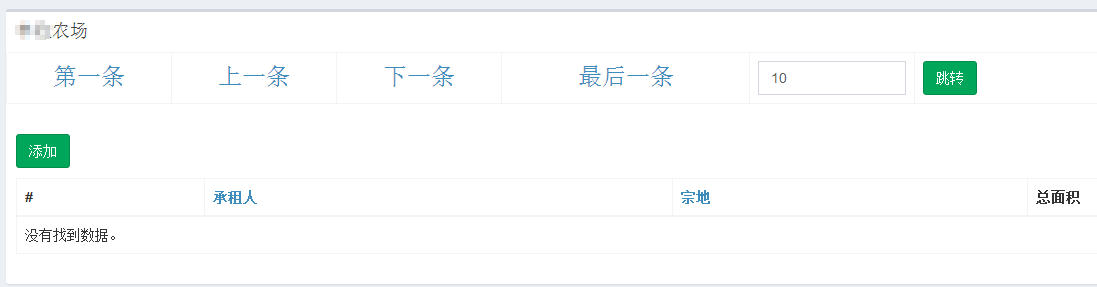 农场
第一条 上一条 下一条 最后一条 10 跳转
添加
# 承租人 宗地 总面积
没有找到数据。